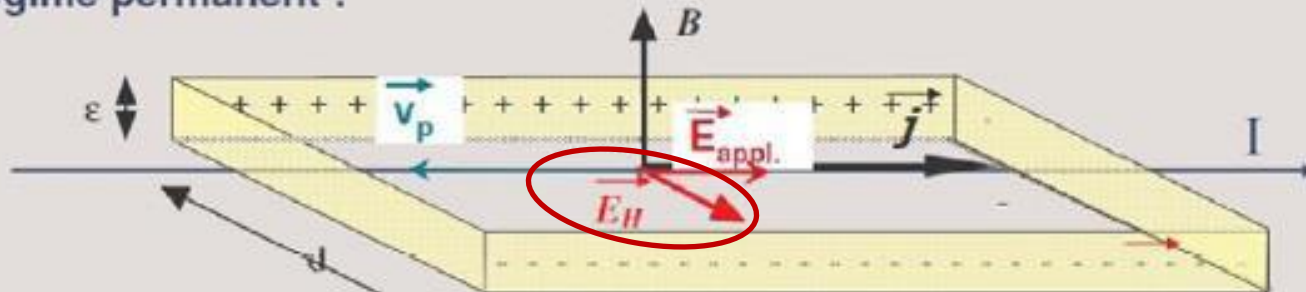 gime permanent :
B
ε
+ + + + v_p + + + + + + + + +
E_appl.
j
I
E_H
d
- - - - - - - - - - - - - - - - - - - -